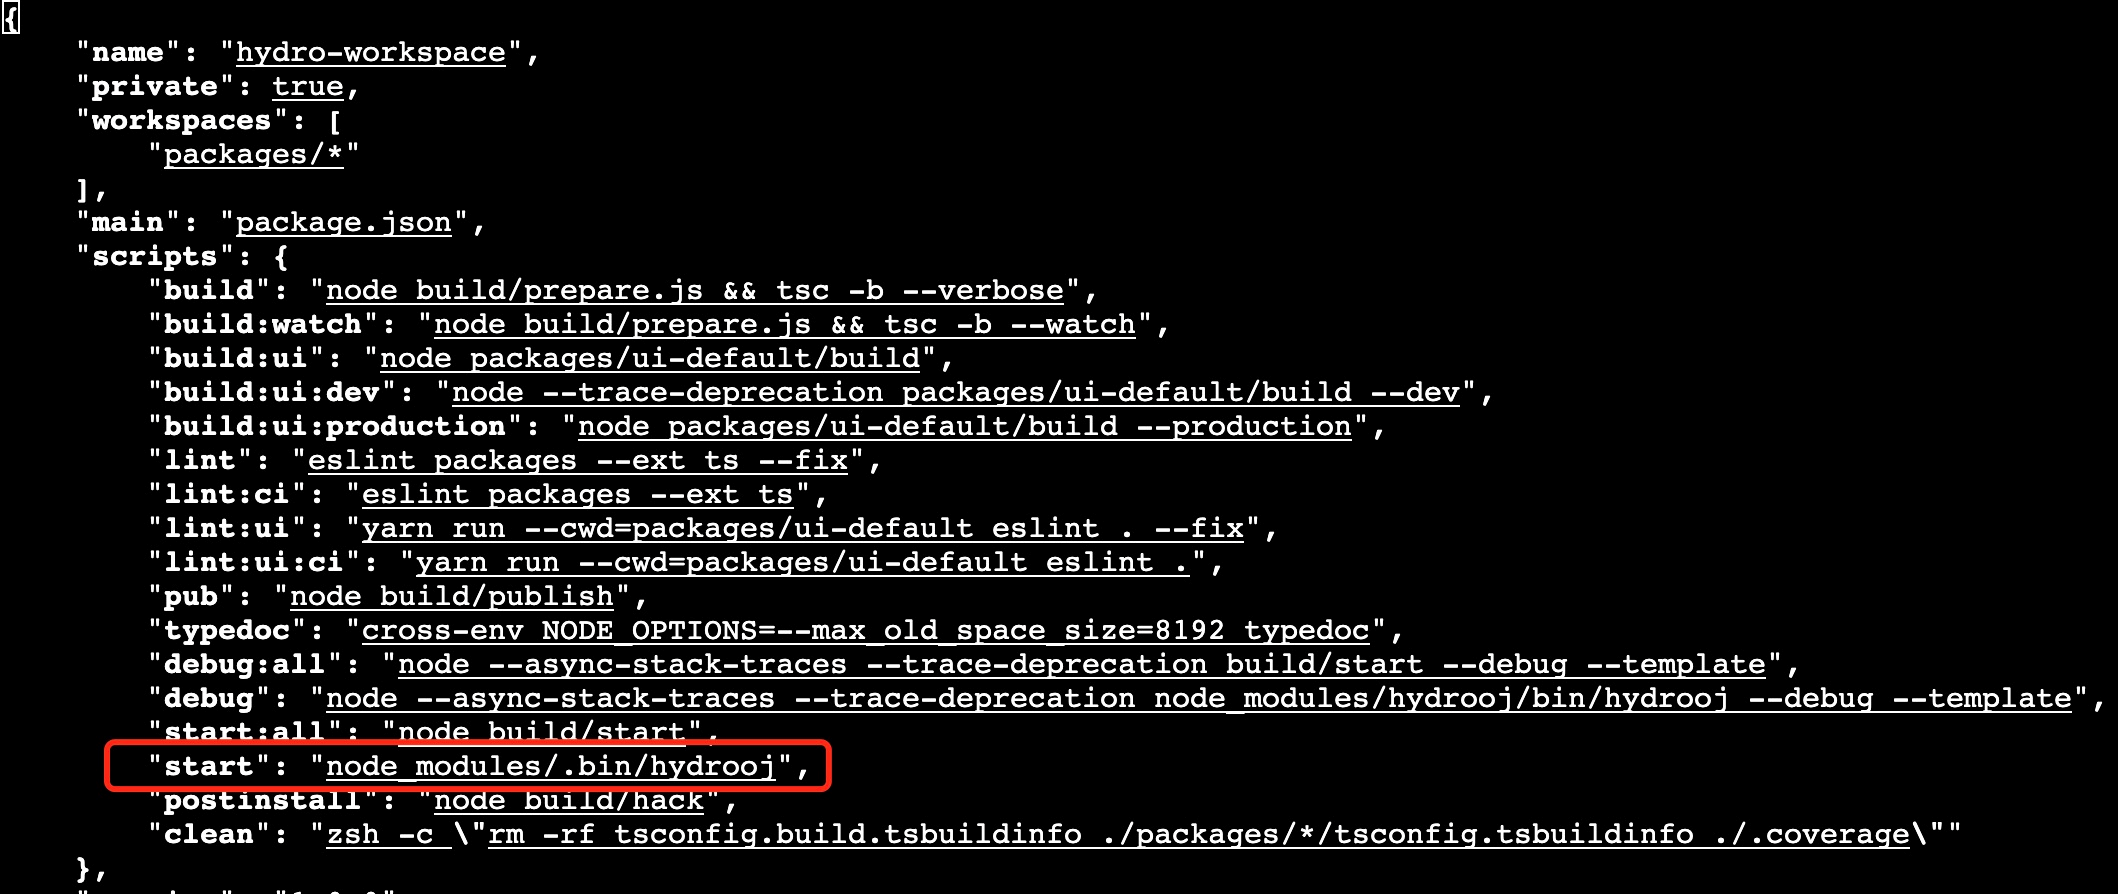 {
"name": "hydro-workspace",
"private": true,
"workspaces": [
"packages/*"
],
"main": "package.json",
"scripts": {
"build": "node build/prepare.js && tsc -b --verbose",
"build:watch": "node build/prepare.js && tsc -b --watch",
"build:ui": "node packages/ui-default/build",
"build:ui:dev": "node --trace-deprecation packages/ui-default/build --dev",
"build:ui:production": "node packages/ui-default/build --production",
"lint": "eslint packages --ext ts --fix",
"lint:ci": "eslint packages --ext ts",
"lint:ui": "yarn run --cwd=packages/ui-default eslint . --fix",
"lint:ui:ci": "yarn run --cwd=packages/ui-default eslint .",
"pub": "node build/publish",
"typedoc": "cross-env NODE_OPTIONS=--max_old_space_size=8192 typedoc",
"debug:all": "node --async-stack-traces --trace-deprecation build/start --debug --template",
"debug": "node --async-stack-traces --trace-deprecation node_modules/hydrooj/bin/hydrooj --debug --template",
"start:all": "node build/start",
"start": "node_modules/.bin/hydrooj",
"postinstall": "node build/hack",
"clean": "zsh -c \"rm -rf tsconfig.build.tsbuildinfo ./packages/*/tsconfig.tsbuildinfo ./.coverage\""
},